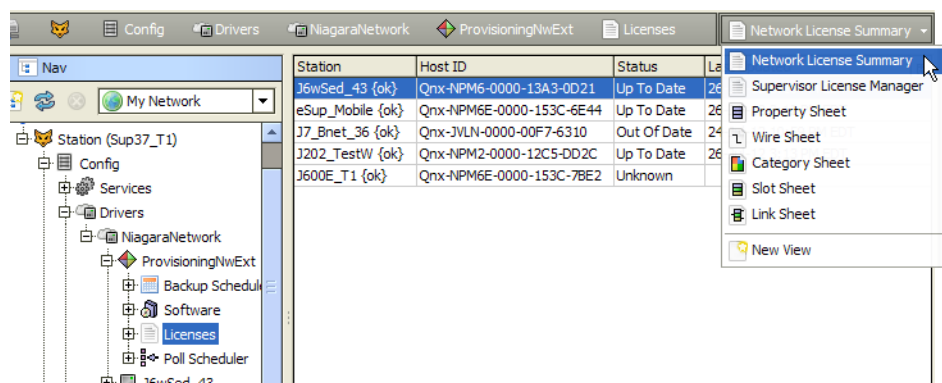 Config Drivers NiagaraNetwork ProvisioningNwExt Licenses Network License Summary
Nav
My Network
Station (Sup37_T1)
Config
Services
Drivers
NiagaraNetwork
ProvisioningNwExt
Backup Schedule
Software
Licenses
Poll Scheduler
J6wSed_43
Station Host ID Status La
J6wSed_43 {ok} Qnx-NPM6-0000-13A3-0D21 Up To Date 26
eSup_Mobile {ok} Qnx-NPM6E-0000-153C-6E44 Up To Date 26
J7_Bnet_36 {ok} Qnx-JVLN-0000-00F7-6310 Out Of Date 24
J202_TestW {ok} Qnx-NPM2-0000-12C5-DD2C Up To Date 26
J600E_T1 {ok} Qnx-NPM6E-0000-153C-7BE2 Unknown
Network License Summary
Supervisor License Manager
Property Sheet
Wire Sheet
Category Sheet
Slot Sheet
Link Sheet
New View